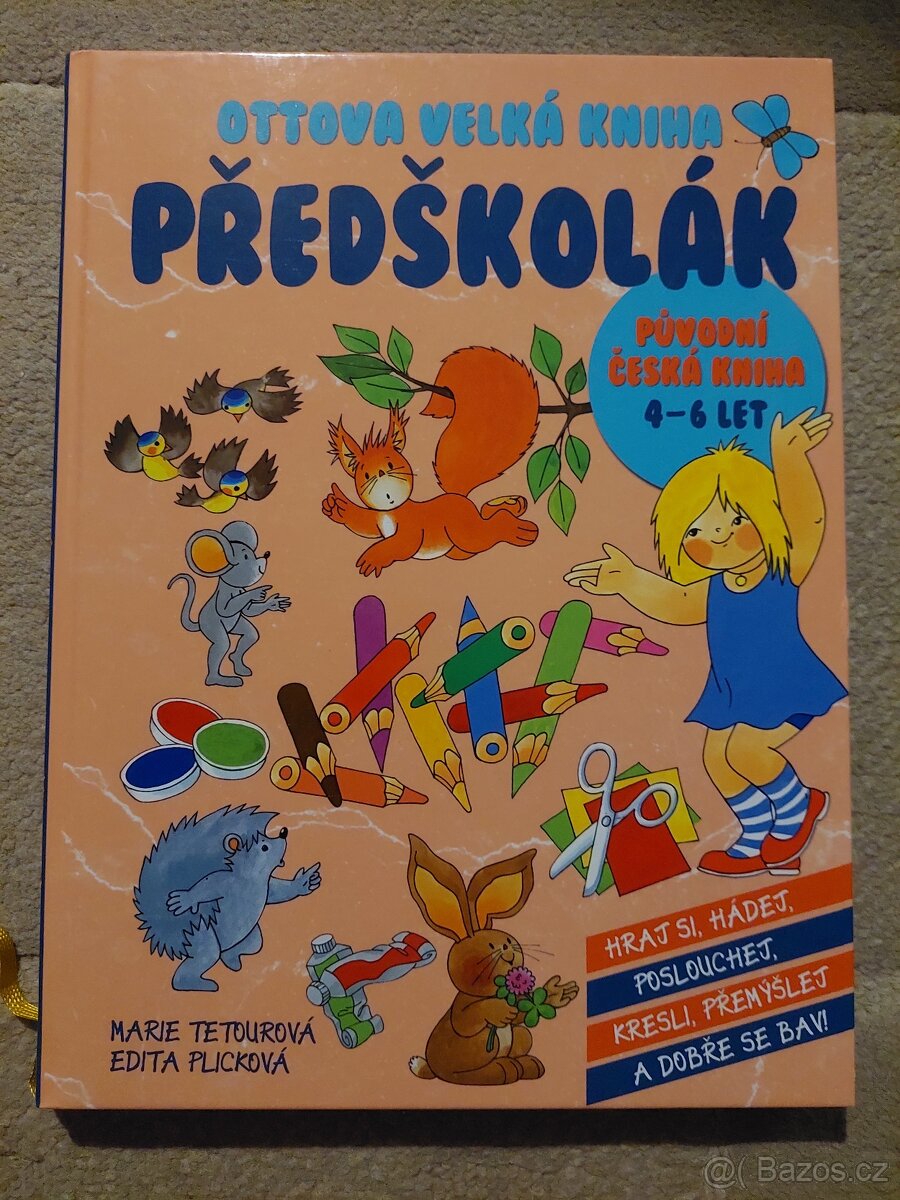 OTTOVA VELKÁ KNIHA
PŘEDŠKOLÁK
PŮVODNÍ
ČESKÁ KNIHA
4–6 LET
HRAJ SI, HÁDEJ,
POSLOUCHEJ,
KRESLI, PŘEMÝŠLEJ
A DOBŘE SE BAV!
MARIE TETOUROVÁ
EDITA PLICKOVÁ
@( Bazos.cz